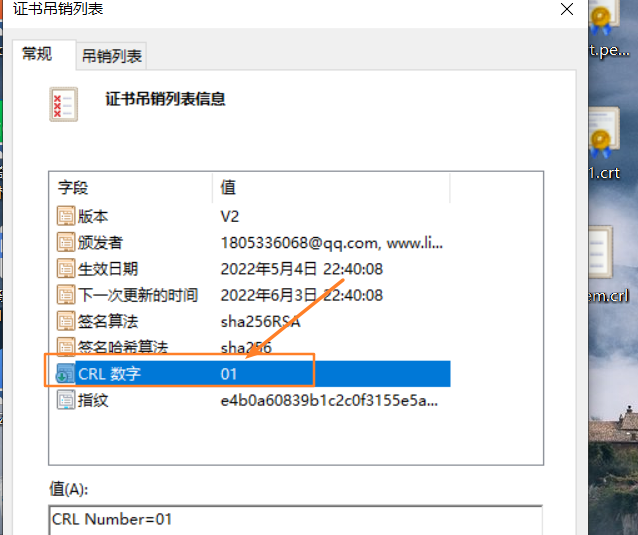 证书吊销列表
常规
吊销列表
证书吊销列表信息
字段 值
版本 V2
颁发者 1805336068@qq.com, www.li...
生效日期 2022年5月4日 22:40:08
下一次更新的时间 2022年6月3日 22:40:08
签名算法 sha256RSA
签名哈希算法 sha256
CRL 数字 01
指纹 e4b0a60839b1c2c0f3155e5a...
值(A):
CRL Number=01
t.pe...
1.crt
em.crl